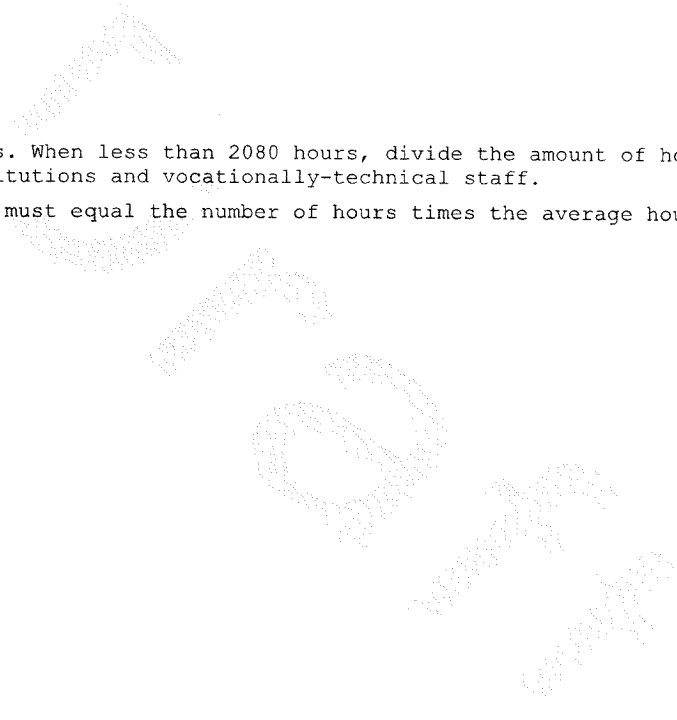 s. When less than 2080 hours, divide the amount of ho
itutions and vocationally-technical staff.
must equal the number of hours times the average hou
Draft